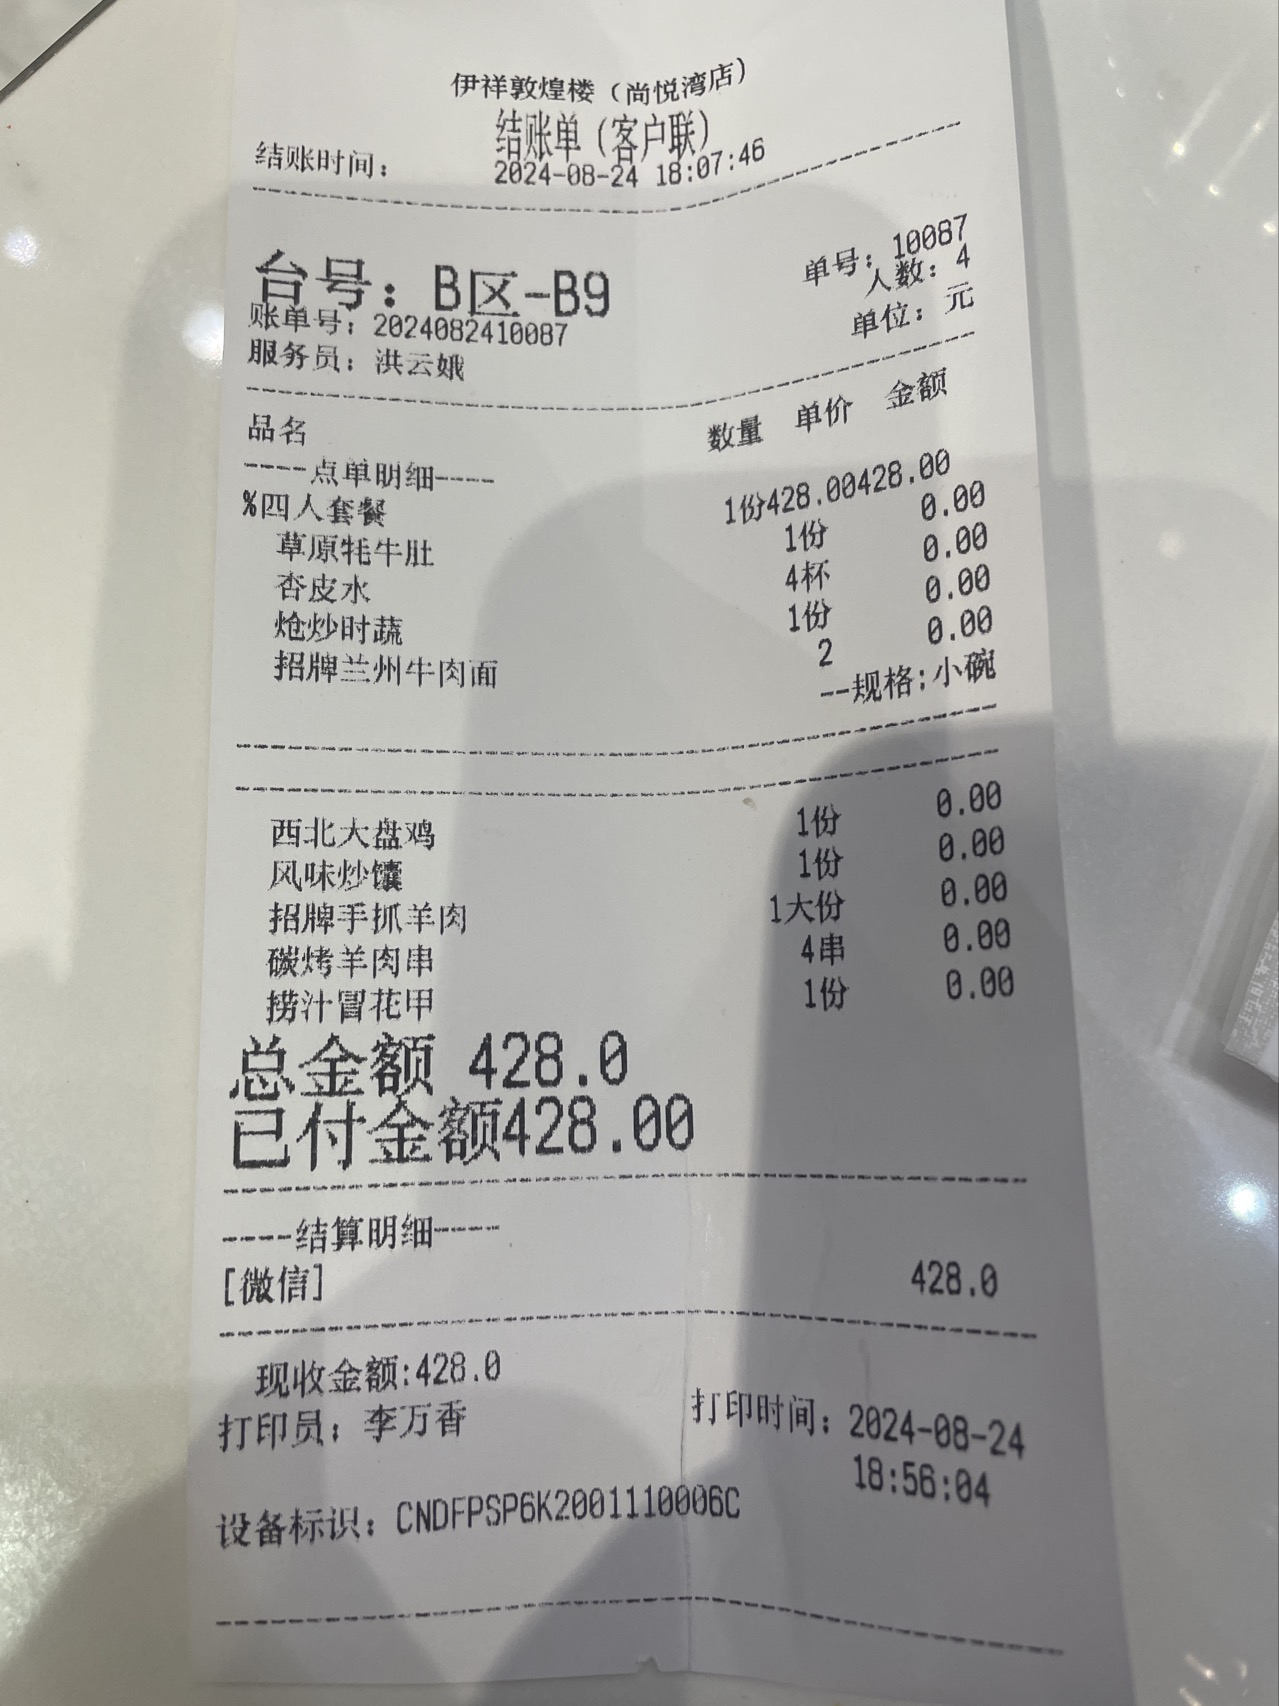 伊祥敦煌楼（尚悦湾店）
结账单（客户联）
结账时间： 2024-08-24 18:07:46
单号：10087
台号：B区-B9 人数：4
账单号：2024082410087 单位：元
服务员：洪云娥
品名 数量 单价 金额
----点单明细----
%四人套餐 1份428.00428.00
草原牦牛肚 1份 0.00
杏皮水 4杯 0.00
炝炒时蔬 1份 0.00
招牌兰州牛肉面 2 0.00
--规格:小碗
西北大盘鸡 1份 0.00
风味炒馕 1份 0.00
招牌手抓羊肉 1大份 0.00
碳烤羊肉串 4串 0.00
捞汁冒花甲 1份 0.00
总金额 428.0
已付金额428.00
----结算明细----
[微信] 428.0
现收金额:428.0
打印员：李万香 打印时间：2024-08-24
18:56:04
设备标识：CNDFPSP6K2001110006C